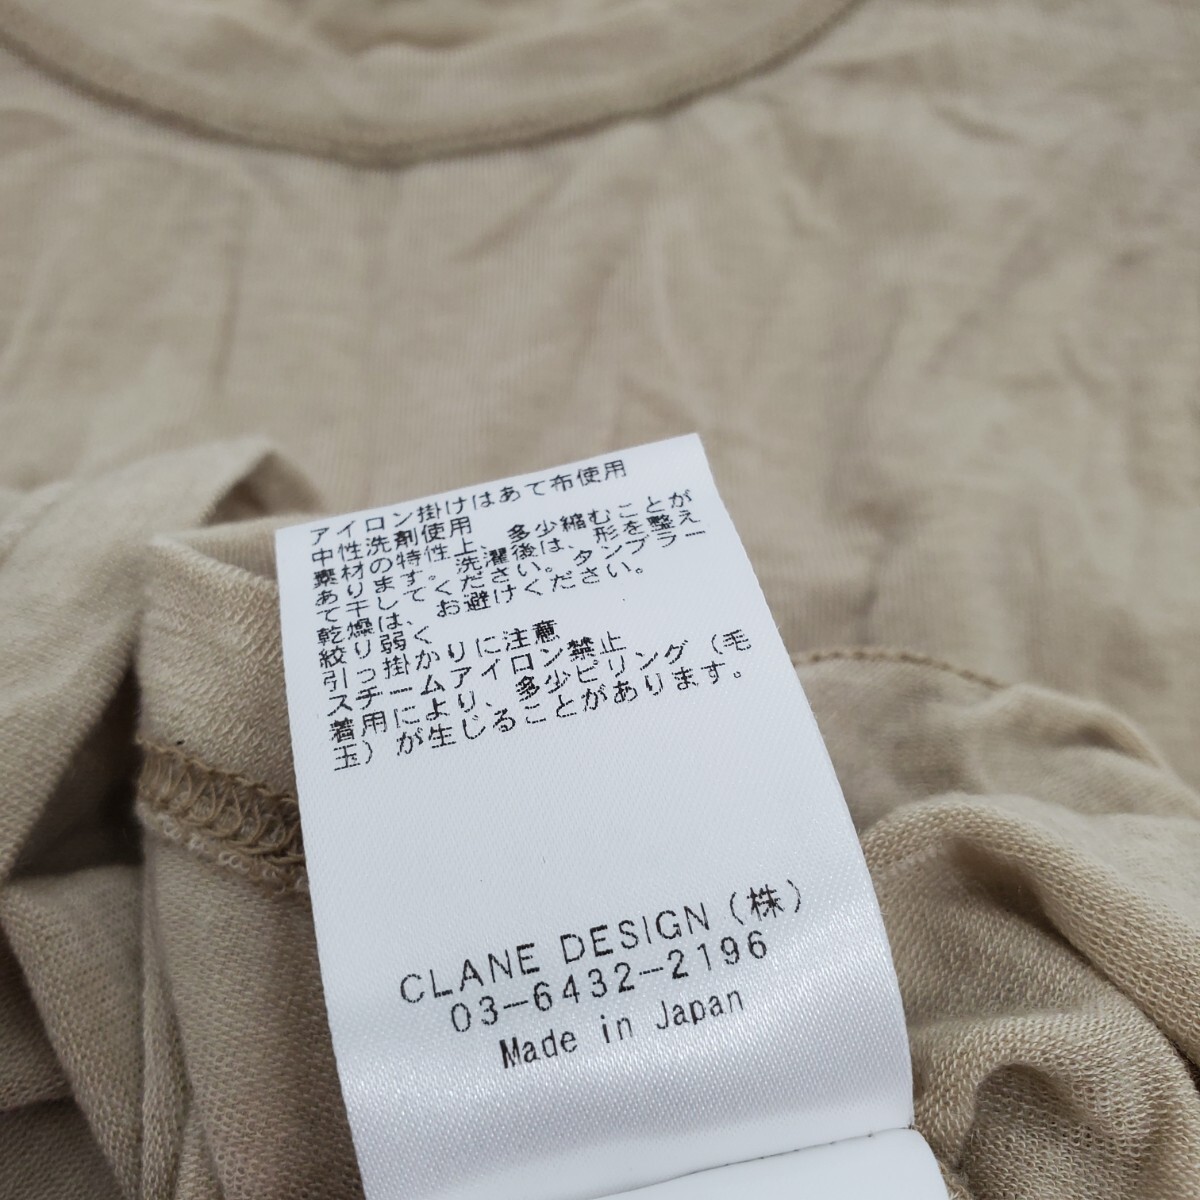 アイロン掛けはあて布使用
中性洗剤使用
素材の特性上、多少縮むことが
あります。洗濯後は、形を整え
て干してください。タンブラー
乾燥は、お避けください。
絞り弱く
引っ掛かりに注意
スチームアイロン禁止
着用により、多少ピリング（毛
玉）が生じることがあります。
CLANE DESIGN（株）
03-6432-2196
Made in Japan